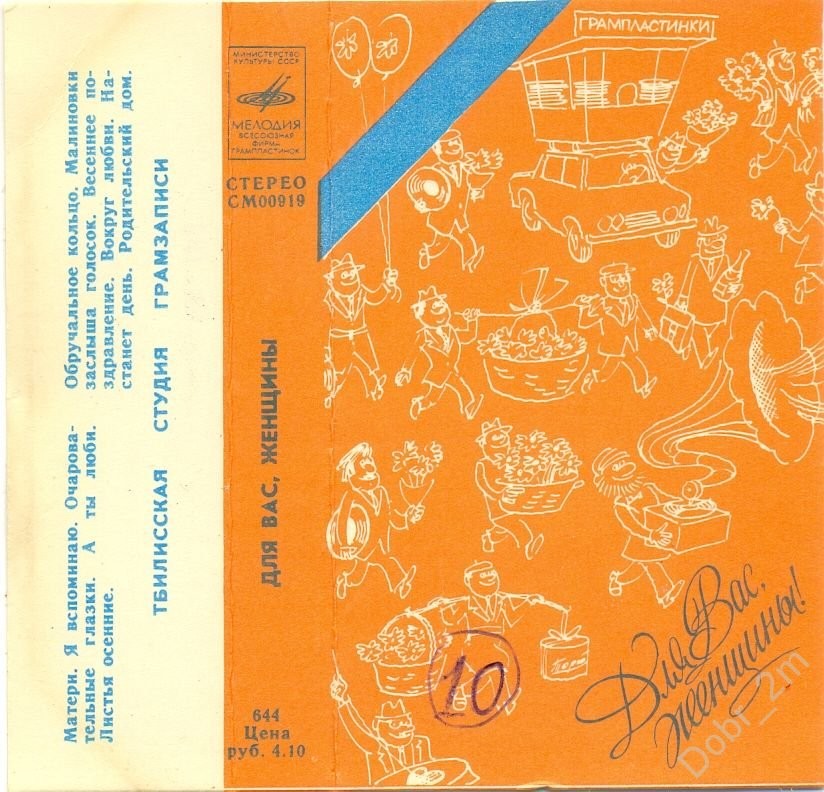 Матери. Я вспоминаю. Очарова-
тельные глазки. А ты люби.
Листья осенние.
Обручальное кольцо. Малиновки
заслыша голосок. Весеннее по-
здравление. Вокруг любви. На-
станет день. Родительский дом.
ТБИЛИССКАЯ СТУДИЯ ГРАМЗАПИСИ
МИНИСТЕРСТВО
КУЛЬТУРЫ СССР
МЕЛОДИЯ
ВСЕСОЮЗНАЯ
ФИРМА
ГРАМПЛАСТИНОК
СТЕРЕО
СМ00919
ДЛЯ ВАС, ЖЕНЩИНЫ
644
Цена
руб. 4.10
ГРАМПЛАСТИНКИ
10
Для Вас,
женщины!
Dobr_2m